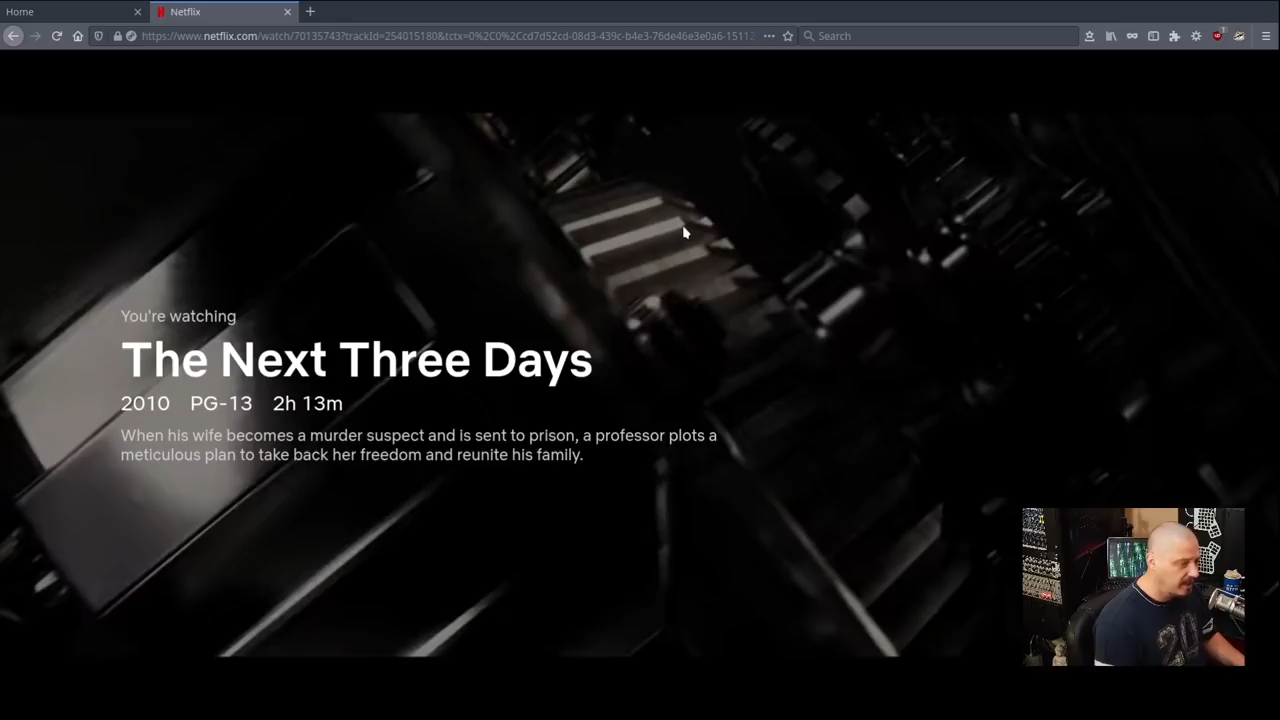 Home
Netflix
https://www.netflix.com/watch/70135743?trackId=254015180&tctx=0%2C0%2Ccd7d52cd-08d3-439c-b4e3-76de46e3e0a6-15112
Search
You're watching
The Next Three Days
2010 PG-13 2h 13m
When his wife becomes a murder suspect and is sent to prison, a professor plots a
meticulous plan to take back her freedom and reunite his family.